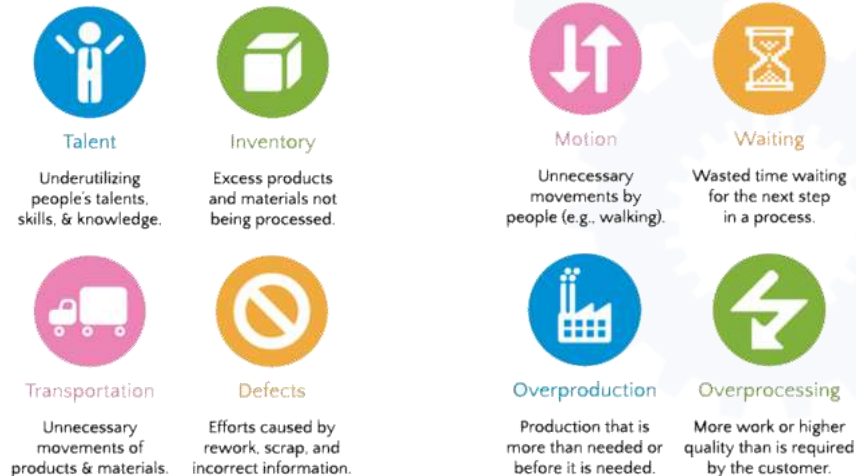 Talent
Underutilizing
people's talents,
skills, & knowledge.
Inventory
Excess products
and materials not
being processed.
Motion
Unnecessary
movements by
people (e.g., walking).
Waiting
Wasted time waiting
for the next step
in a process.
Transportation
Unnecessary
movements of
products & materials.
Defects
Efforts caused by
rework, scrap, and
incorrect information.
Overproduction
Production that is
more than needed or
before it is needed.
Overprocessing
More work or higher
quality than is required
by the customer.